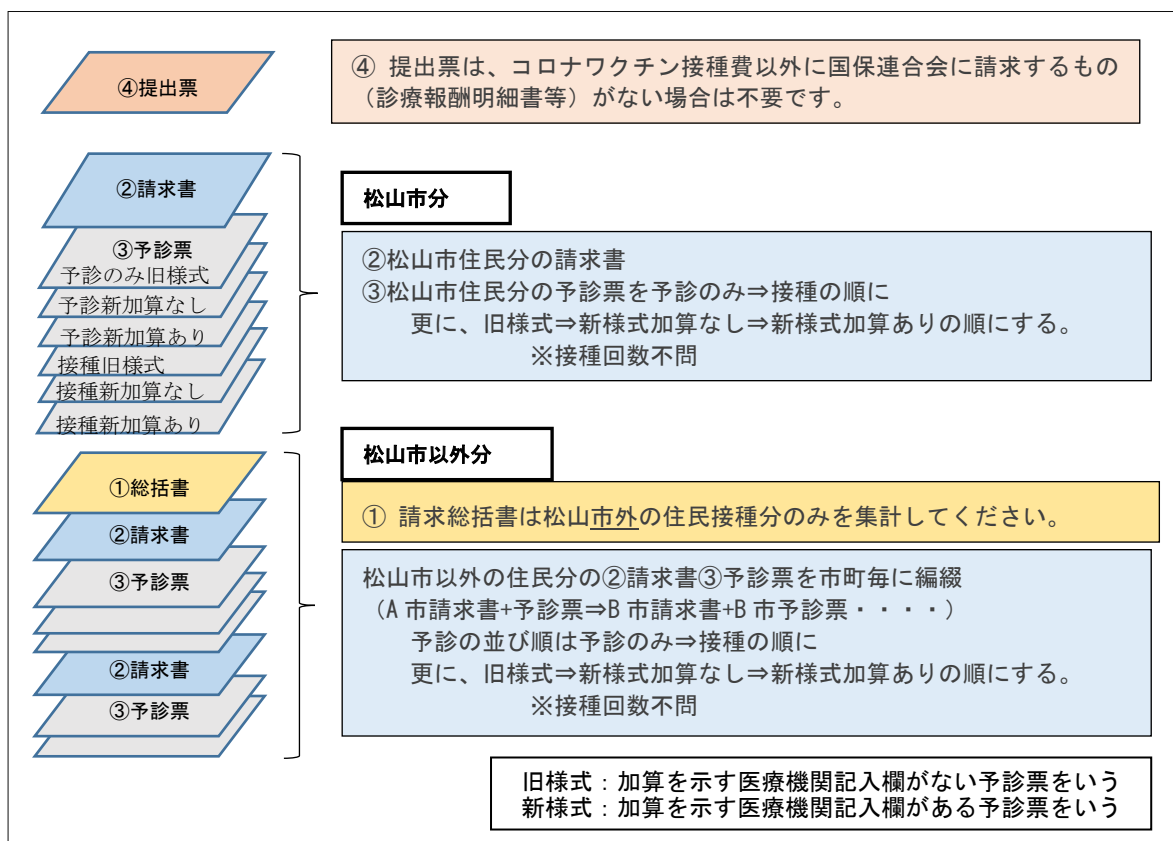 ④提出票
④ 提出票は、コロナワクチン接種費以外に国保連合会に請求するもの
（診療報酬明細書等）がない場合は不要です。
②請求書
③予診票
予診のみ旧様式
予診新加算なし
予診新加算あり
接種旧様式
接種新加算なし
接種新加算あり
松山市分
②松山市住民分の請求書
③松山市住民分の予診票を予診のみ⇒接種の順に
更に、旧様式⇒新様式加算なし⇒新様式加算ありの順にする。
※接種回数不問
①総括書
②請求書
③予診票
②請求書
③予診票
松山市以外分
① 請求総括書は松山市外の住民接種分のみを集計してください。
松山市以外の住民分の②請求書③予診票を市町毎に編綴
（A 市請求書+予診票⇒B 市請求書+B 市予診票・・・・）
予診の並び順は予診のみ⇒接種の順に
更に、旧様式⇒新様式加算なし⇒新様式加算ありの順にする。
※接種回数不問
旧様式：加算を示す医療機関記入欄がない予診票をいう
新様式：加算を示す医療機関記入欄がある予診票をいう